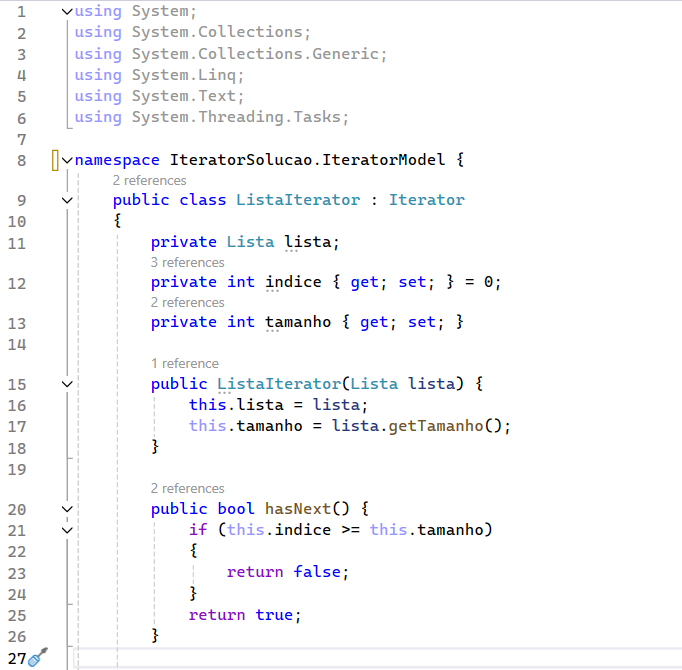 1 using System;
2 using System.Collections;
3 using System.Collections.Generic;
4 using System.Linq;
5 using System.Text;
6 using System.Threading.Tasks;
7
8 namespace IteratorSolucao.IteratorModel {
2 references
9 public class ListaIterator : Iterator
10 {
11 private Lista lista;
3 references
12 private int indice { get; set; } = 0;
2 references
13 private int tamanho { get; set; }
14
1 reference
15 public ListaIterator(Lista lista) {
16 this.lista = lista;
17 this.tamanho = lista.getTamanho();
18 }
19
2 references
20 public bool hasNext() {
21 if (this.indice >= this.tamanho)
22 {
23 return false;
24 }
25 return true;
26 }
27